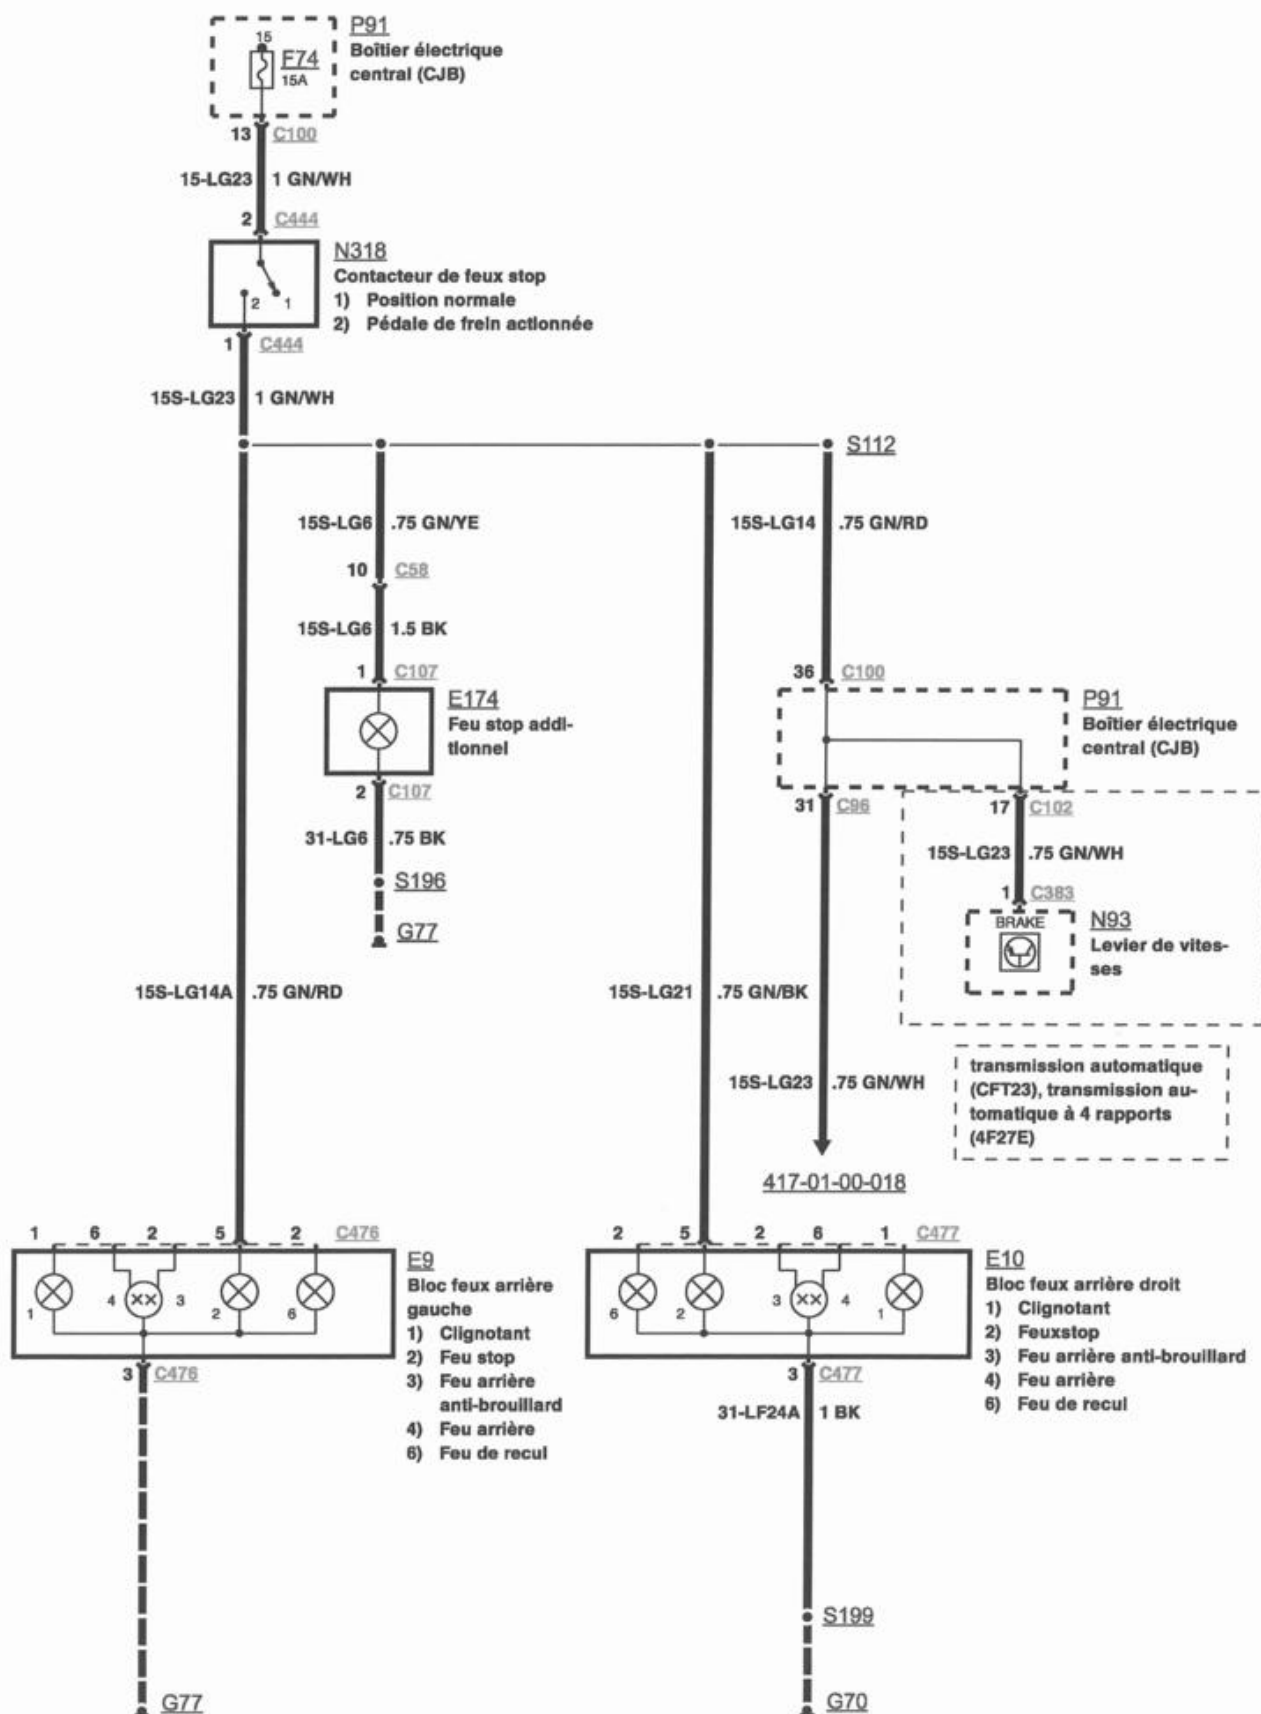 P91
15
F74
15A
Boîtier électrique
central (CJB)
13 C100
15-LG23 1 GN/WH
2 C444
N318
Contacteur de feux stop
1) Position normale
2) Pédale de frein actionnée
2 1
1 C444
15S-LG23 1 GN/WH
S112
15S-LG6 .75 GN/YE
15S-LG14 .75 GN/RD
10 C58
15S-LG6 1.5 BK
1 C107
36 C100
E174
Feu stop addi-
tionnel
P91
Boîtier électrique
central (CJB)
2 C107
31 C96
17 C102
31-LG6 .75 BK
15S-LG23 .75 GN/WH
S196
1 C383
G77
BRAKE
N93
Levier de vites-
ses
15S-LG14A .75 GN/RD
15S-LG21 .75 GN/BK
15S-LG23 .75 GN/WH
transmission automatique
(CFT23), transmission au-
tomatique à 4 rapports
(4F27E)
417-01-00-018
1 6 2 5 2 C476
2 5 2 6 1 C477
E9
Bloc feux arrière
gauche
1) Clignotant
2) Feu stop
3) Feu arrière
anti-brouillard
4) Feu arrière
6) Feu de recul
1 4 3 2 6
E10
Bloc feux arrière droit
1) Clignotant
2) Feuxstop
3) Feu arrière anti-brouillard
4) Feu arrière
6) Feu de recul
6 2 3 4 1
3 C476
3 C477
31-LF24A 1 BK
S199
G77
G70